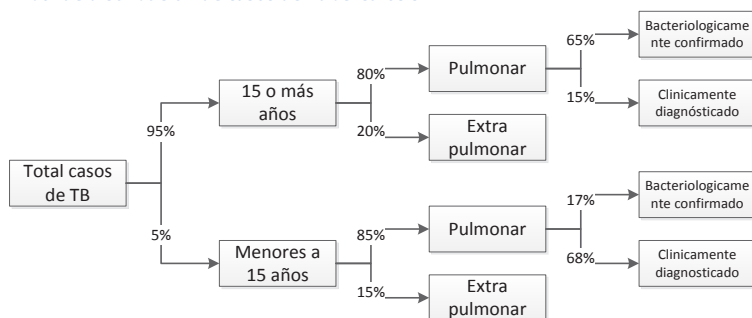 65%
Bacteriologicame
nte confirmado
80%
Pulmonar
15 o más
años
15%
Clinicamente
diagnósticado
95%
20%
Extra
pulmonar
Total casos
de TB
17%
Bacteriologicame
nte confirmado
5%
85%
Pulmonar
Menores a
15 años
68%
Clinicamente
diagnosticado
15%
Extra
pulmonar